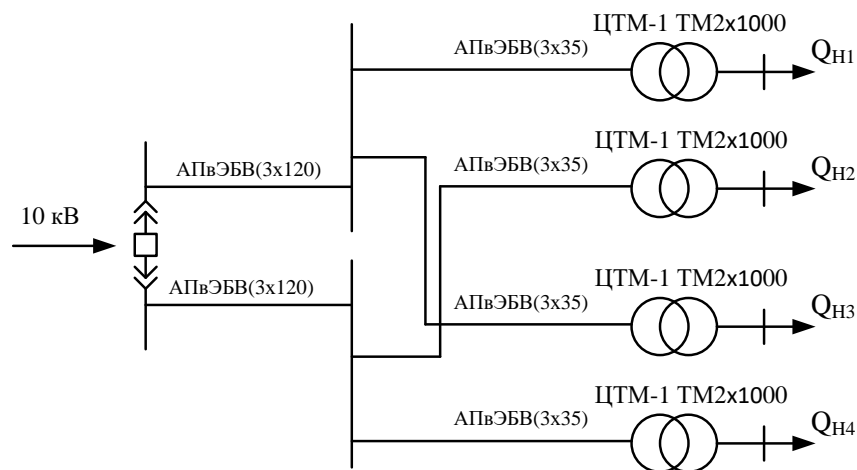 ЦТМ-1 ТМ2х1000
АПвЭБВ(3х35)
QН1
АПвЭБВ(3х120)
ЦТМ-1 ТМ2х1000
АПвЭБВ(3х35)
QН2
10 кВ
АПвЭБВ(3х120)
ЦТМ-1 ТМ2х1000
АПвЭБВ(3х35)
QН3
ЦТМ-1 ТМ2х1000
АПвЭБВ(3х35)
QН4